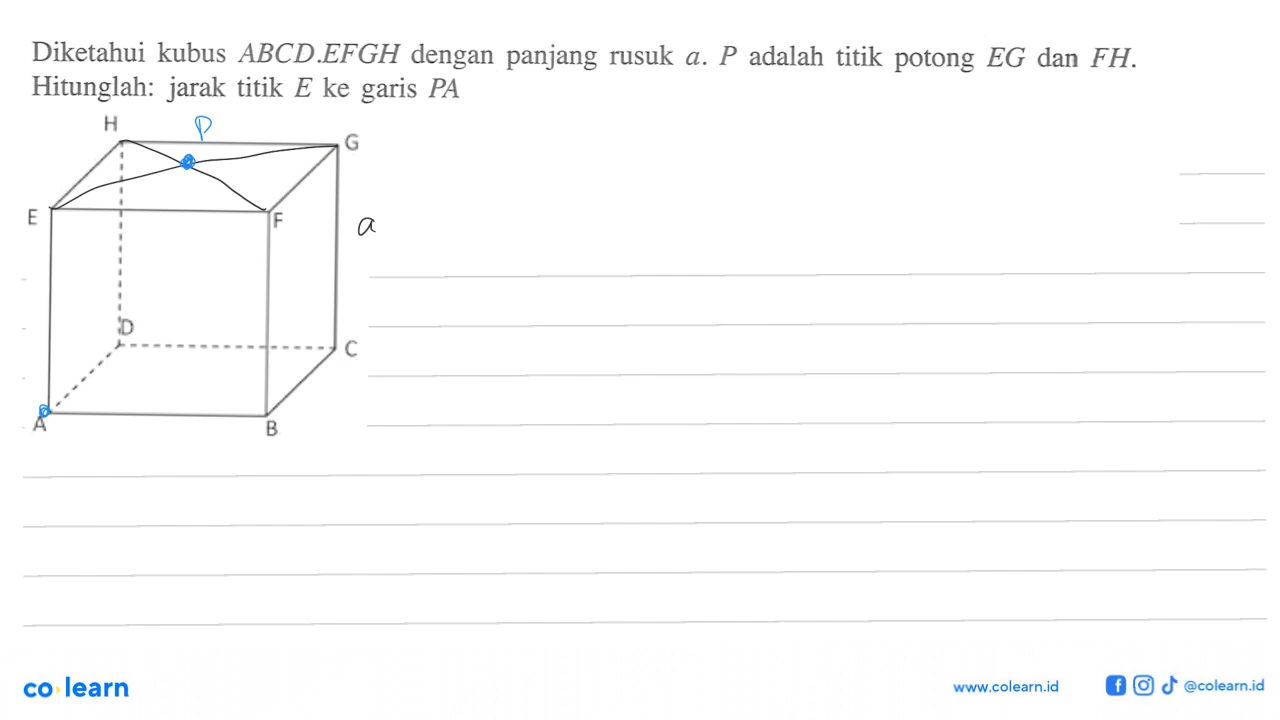 Diketahui kubus ABCD.EFGH dengan panjang rusuk a. P adalah titik potong EG dan FH.
Hitunglah: jarak titik E ke garis PA
H P G
E F a
D C
A B
co learn www.colearn.id @colearn.id